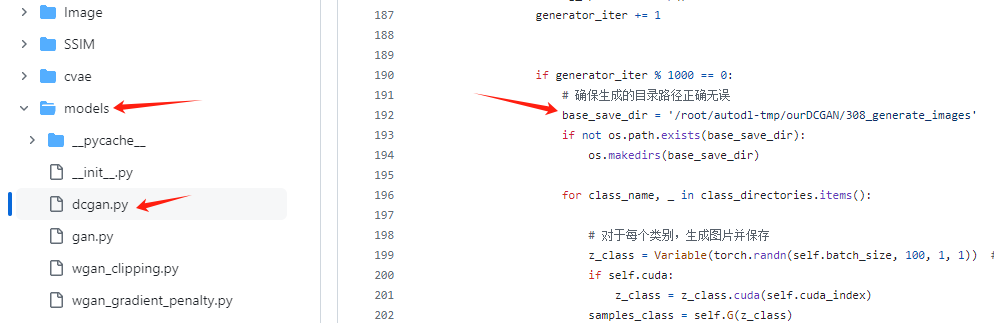 Image
SSIM
cvae
models
__pycache__
__init__.py
dcgan.py
gan.py
wgan_clipping.py
wgan_gradient_penalty.py
187 generator_iter += 1
188
189
190 if generator_iter % 1000 == 0:
191 # 确保生成的目录路径正确无误
192 base_save_dir = '/root/autodl-tmp/ourDCGAN/308_generate_images'
193 if not os.path.exists(base_save_dir):
194 os.makedirs(base_save_dir)
195
196 for class_name, _ in class_directories.items():
197
198 # 对于每个类别，生成图片并保存
199 z_class = Variable(torch.randn(self.batch_size, 100, 1, 1)) #
200 if self.cuda:
201 z_class = z_class.cuda(self.cuda_index)
202 samples_class = self.G(z_class)